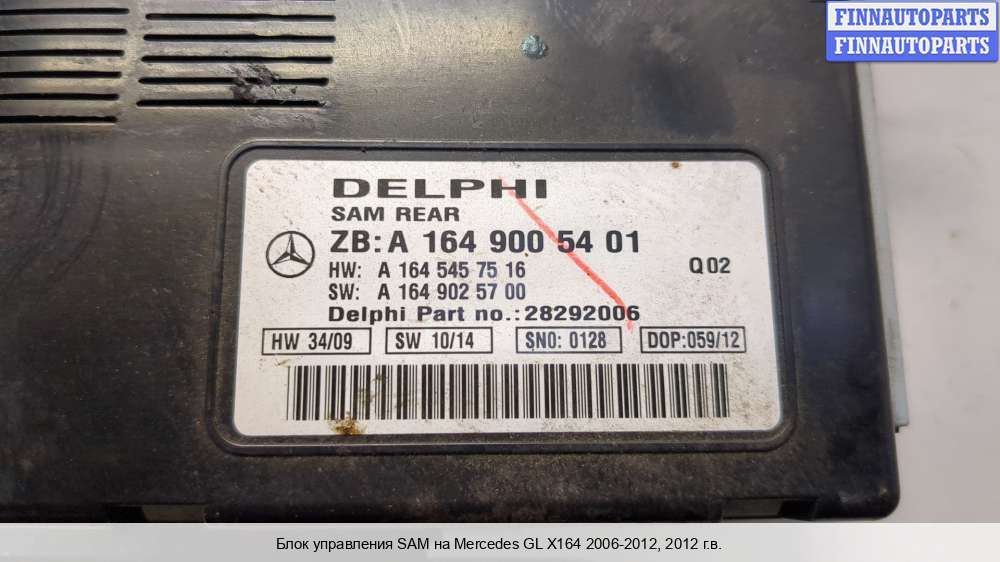 FINNAUTOPARTS
FINNAUTOPARTS
DELPHI
SAM REAR
ZB: A 164 900 54 01
HW: A 164 545 75 16
Q02
SW: A 164 902 57 00
Delphi Part no.:28292006
HW 34/09 SW 10/14 SNO: 0128 DOP:059/12
Блок управления SAM на Mercedes GL X164 2006-2012, 2012 г.в.